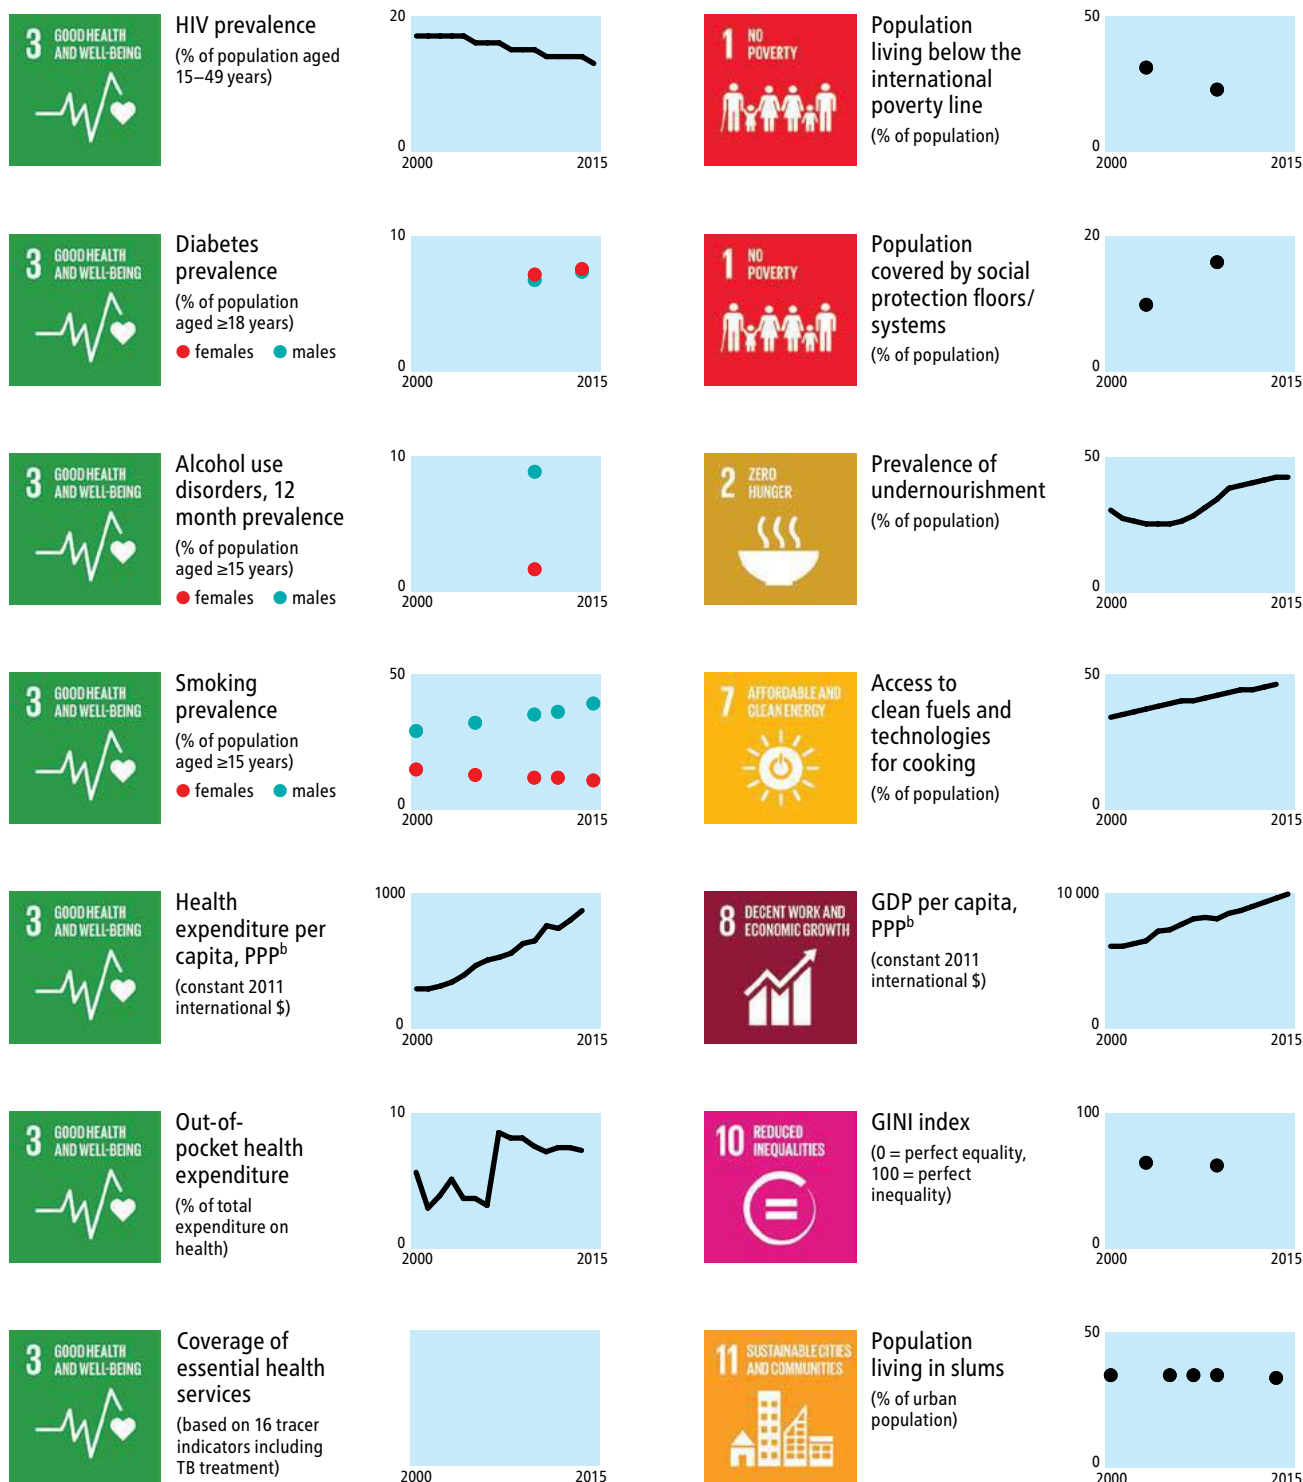 3 GOOD HEALTH
AND WELL-BEING
HIV prevalence
(% of population aged
15–49 years)
20
0
2000 2015
1 NO
POVERTY
Population
living below the
international
poverty line
(% of population)
50
0
2000 2015
3 GOOD HEALTH
AND WELL-BEING
Diabetes
prevalence
(% of population
aged ≥18 years)
females males
10
0
2000 2015
1 NO
POVERTY
Population
covered by social
protection floors/
systems
(% of population)
20
0
2000 2015
3 GOOD HEALTH
AND WELL-BEING
Alcohol use
disorders, 12
month prevalence
(% of population
aged ≥15 years)
females males
10
0
2000 2015
2 ZERO
HUNGER
Prevalence of
undernourishment
(% of population)
50
0
2000 2015
3 GOOD HEALTH
AND WELL-BEING
Smoking
prevalence
(% of population
aged ≥15 years)
females males
50
0
2000 2015
7 AFFORDABLE AND
CLEAN ENERGY
Access to
clean fuels and
technologies
for cooking
(% of population)
50
0
2000 2015
3 GOOD HEALTH
AND WELL-BEING
Health
expenditure per
capita, PPPᵇ
(constant 2011
international $)
1000
0
2000 2015
8 DECENT WORK AND
ECONOMIC GROWTH
GDP per capita,
PPPᵇ
(constant 2011
international $)
10 000
0
2000 2015
3 GOOD HEALTH
AND WELL-BEING
Out-of-
pocket health
expenditure
(% of total
expenditure on
health)
10
0
2000 2015
10 REDUCED
INEQUALITIES
GINI index
(0 = perfect equality,
100 = perfect
inequality)
100
0
2000 2015
3 GOOD HEALTH
AND WELL-BEING
Coverage of
essential health
services
(based on 16 tracer
indicators including
TB treatment)
2000 2015
11 SUSTAINABLE CITIES
AND COMMUNITIES
Population
living in slums
(% of urban
population)
50
0
2000 2015